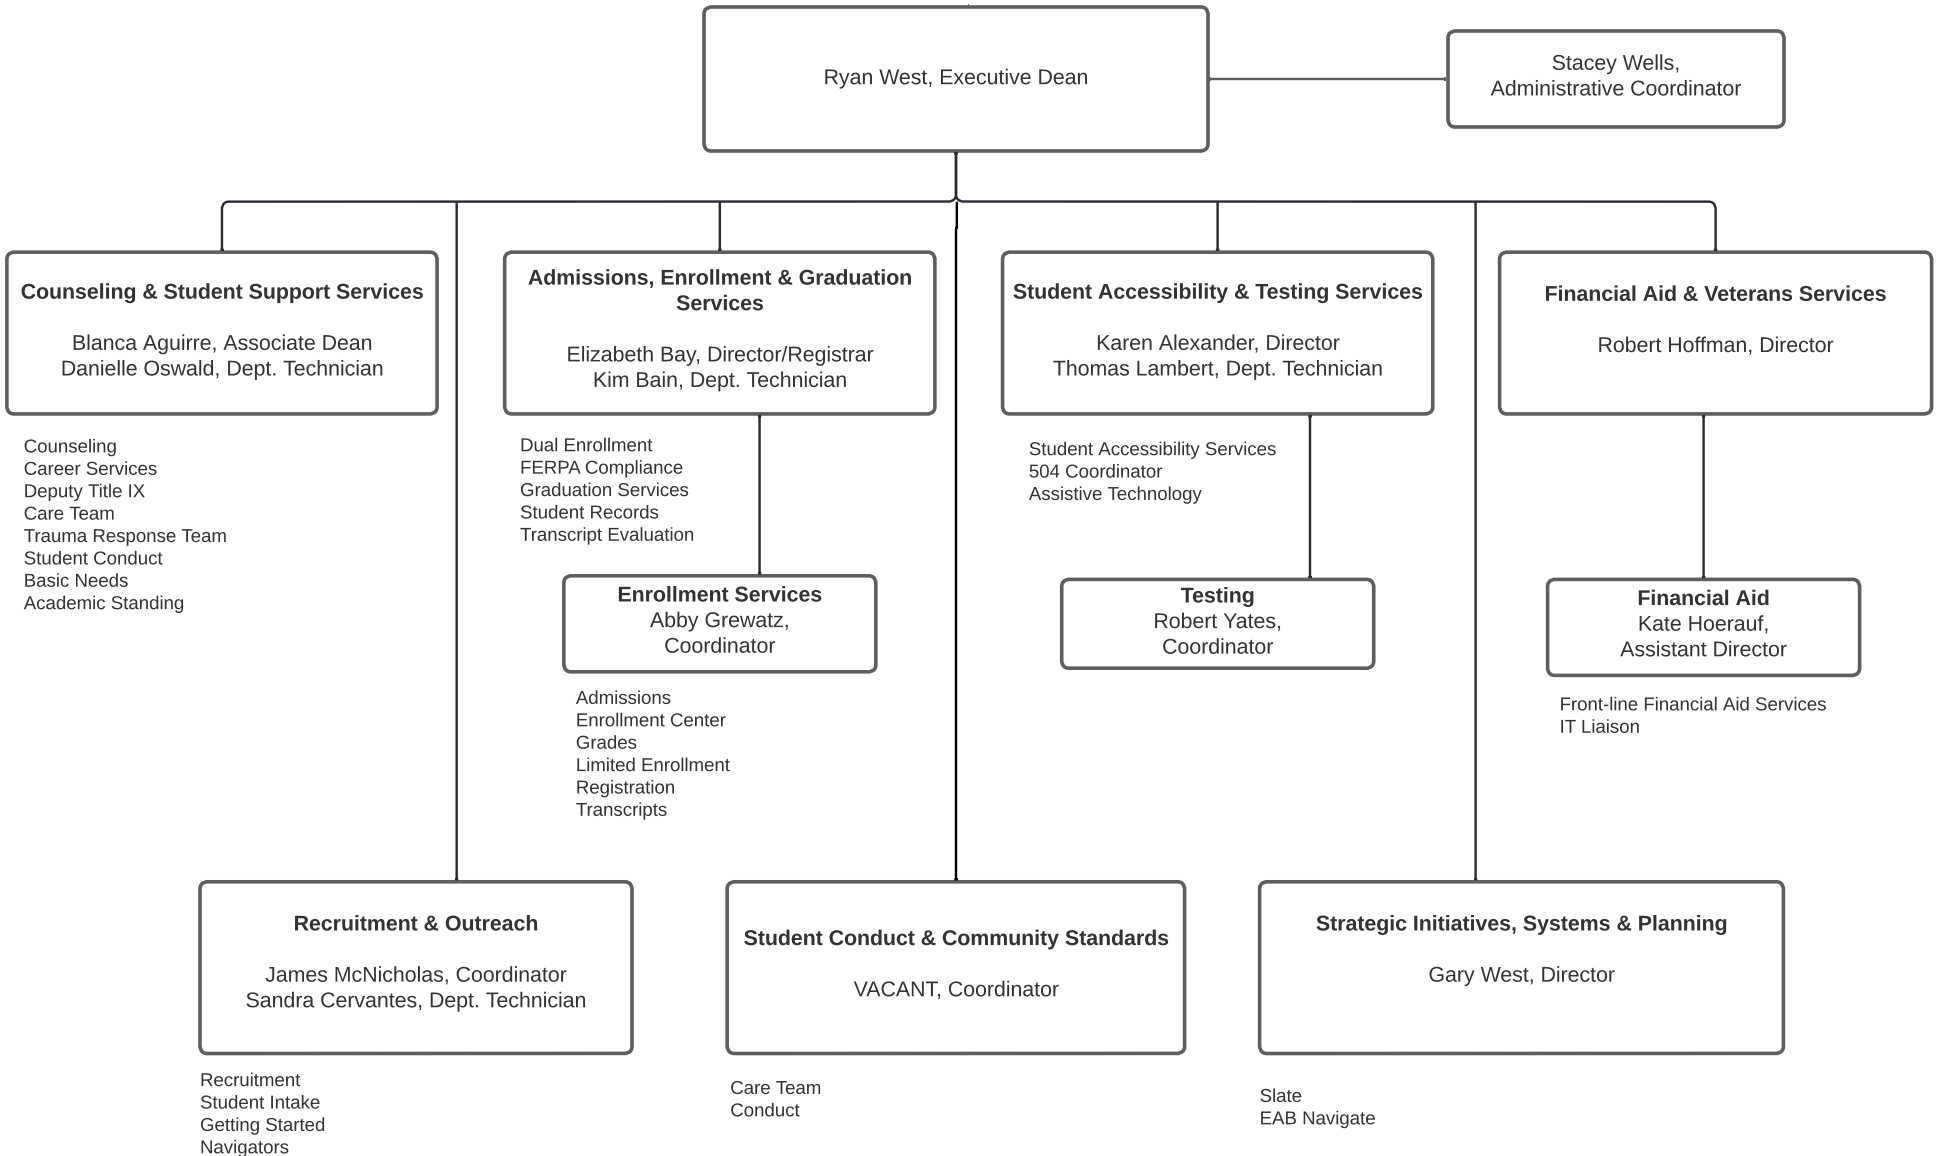 Ryan West, Executive Dean
Stacey Wells,
Administrative Coordinator
Counseling & Student Support Services
Blanca Aguirre, Associate Dean
Danielle Oswald, Dept. Technician
Counseling
Career Services
Deputy Title IX
Care Team
Trauma Response Team
Student Conduct
Basic Needs
Academic Standing
Admissions, Enrollment & Graduation
Services
Elizabeth Bay, Director/Registrar
Kim Bain, Dept. Technician
Dual Enrollment
FERPA Compliance
Graduation Services
Student Records
Transcript Evaluation
Enrollment Services
Abby Grewatz,
Coordinator
Admissions
Enrollment Center
Grades
Limited Enrollment
Registration
Transcripts
Student Accessibility & Testing Services
Karen Alexander, Director
Thomas Lambert, Dept. Technician
Student Accessibility Services
504 Coordinator
Assistive Technology
Testing
Robert Yates,
Coordinator
Financial Aid & Veterans Services
Robert Hoffman, Director
Financial Aid
Kate Hoerauf,
Assistant Director
Front-line Financial Aid Services
IT Liaison
Recruitment & Outreach
James McNicholas, Coordinator
Sandra Cervantes, Dept. Technician
Recruitment
Student Intake
Getting Started
Navigators
Student Conduct & Community Standards
VACANT, Coordinator
Care Team
Conduct
Strategic Initiatives, Systems & Planning
Gary West, Director
Slate
EAB Navigate